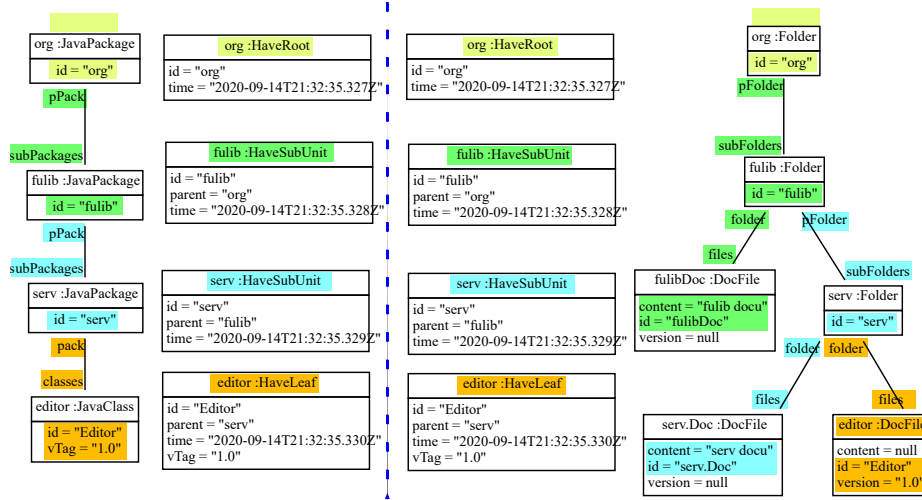 org :JavaPackage
id = "org"
pPack
subPackages
fulib :JavaPackage
id = "fulib"
pPack
subPackages
serv :JavaPackage
id = "serv"
pack
classes
editor :JavaClass
id = "Editor"
vTag = "1.0"
org :HaveRoot
id = "org"
time = "2020-09-14T21:32:35.327Z"
fulib :HaveSubUnit
id = "fulib"
parent = "org"
time = "2020-09-14T21:32:35.328Z"
serv :HaveSubUnit
id = "serv"
parent = "fulib"
time = "2020-09-14T21:32:35.329Z"
editor :HaveLeaf
id = "Editor"
parent = "serv"
time = "2020-09-14T21:32:35.330Z"
vTag = "1.0"
org :HaveRoot
id = "org"
time = "2020-09-14T21:32:35.327Z"
fulib :HaveSubUnit
id = "fulib"
parent = "org"
time = "2020-09-14T21:32:35.328Z"
serv :HaveSubUnit
id = "serv"
parent = "fulib"
time = "2020-09-14T21:32:35.329Z"
editor :HaveLeaf
id = "Editor"
parent = "serv"
time = "2020-09-14T21:32:35.330Z"
vTag = "1.0"
org :Folder
id = "org"
pFolder
subFolders
fulib :Folder
id = "fulib"
folder
pFolder
files
subFolders
fulibDoc :DocFile
content = "fulib docu"
id = "fulibDoc"
version = null
serv :Folder
id = "serv"
folder
folder
files
files
serv.Doc :DocFile
content = "serv docu"
id = "serv.Doc"
version = null
editor :DocFile
content = null
id = "Editor"
version = "1.0"